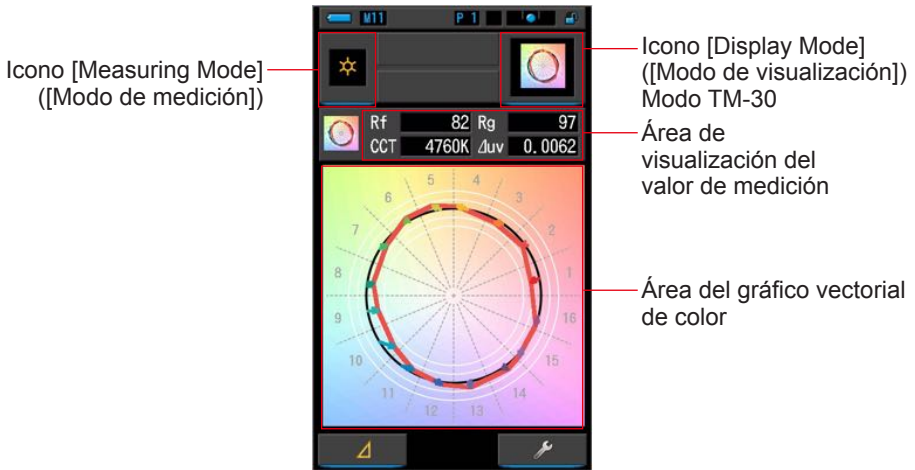 M11 P 1
Icono [Measuring Mode]
([Modo de medición])
Icono [Display Mode]
([Modo de visualización])
Modo TM-30
Rf 82 Rg 97
CCT 4760K ⊿uv 0.0062
Área de
visualización del
valor de medición
5 4
6 3
7 2
8 1
9 16
10 15
11 14
12 13
Área del gráfico vectorial
de color